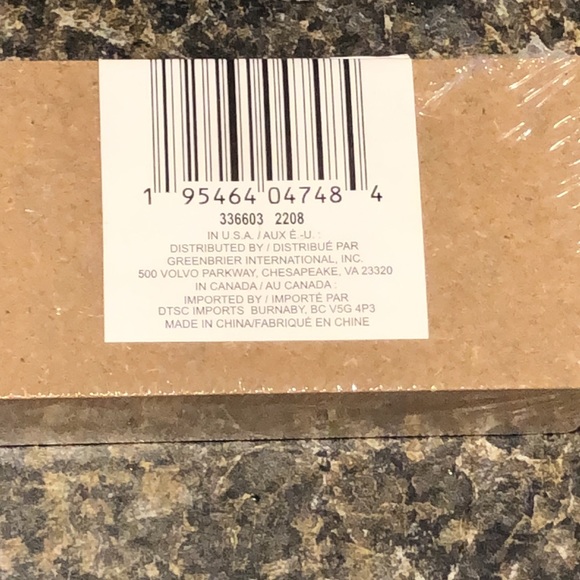 1 95464 04748 4
336603 2208
IN U.S.A. / AUX É.-U. :
DISTRIBUTED BY / DISTRIBUÉ PAR
GREENBRIER INTERNATIONAL, INC.
500 VOLVO PARKWAY, CHESAPEAKE, VA 23320
IN CANADA / AU CANADA :
IMPORTED BY / IMPORTÉ PAR
DTSC IMPORTS BURNABY, BC V5G 4P3
MADE IN CHINA/FABRIQUÉ EN CHINE